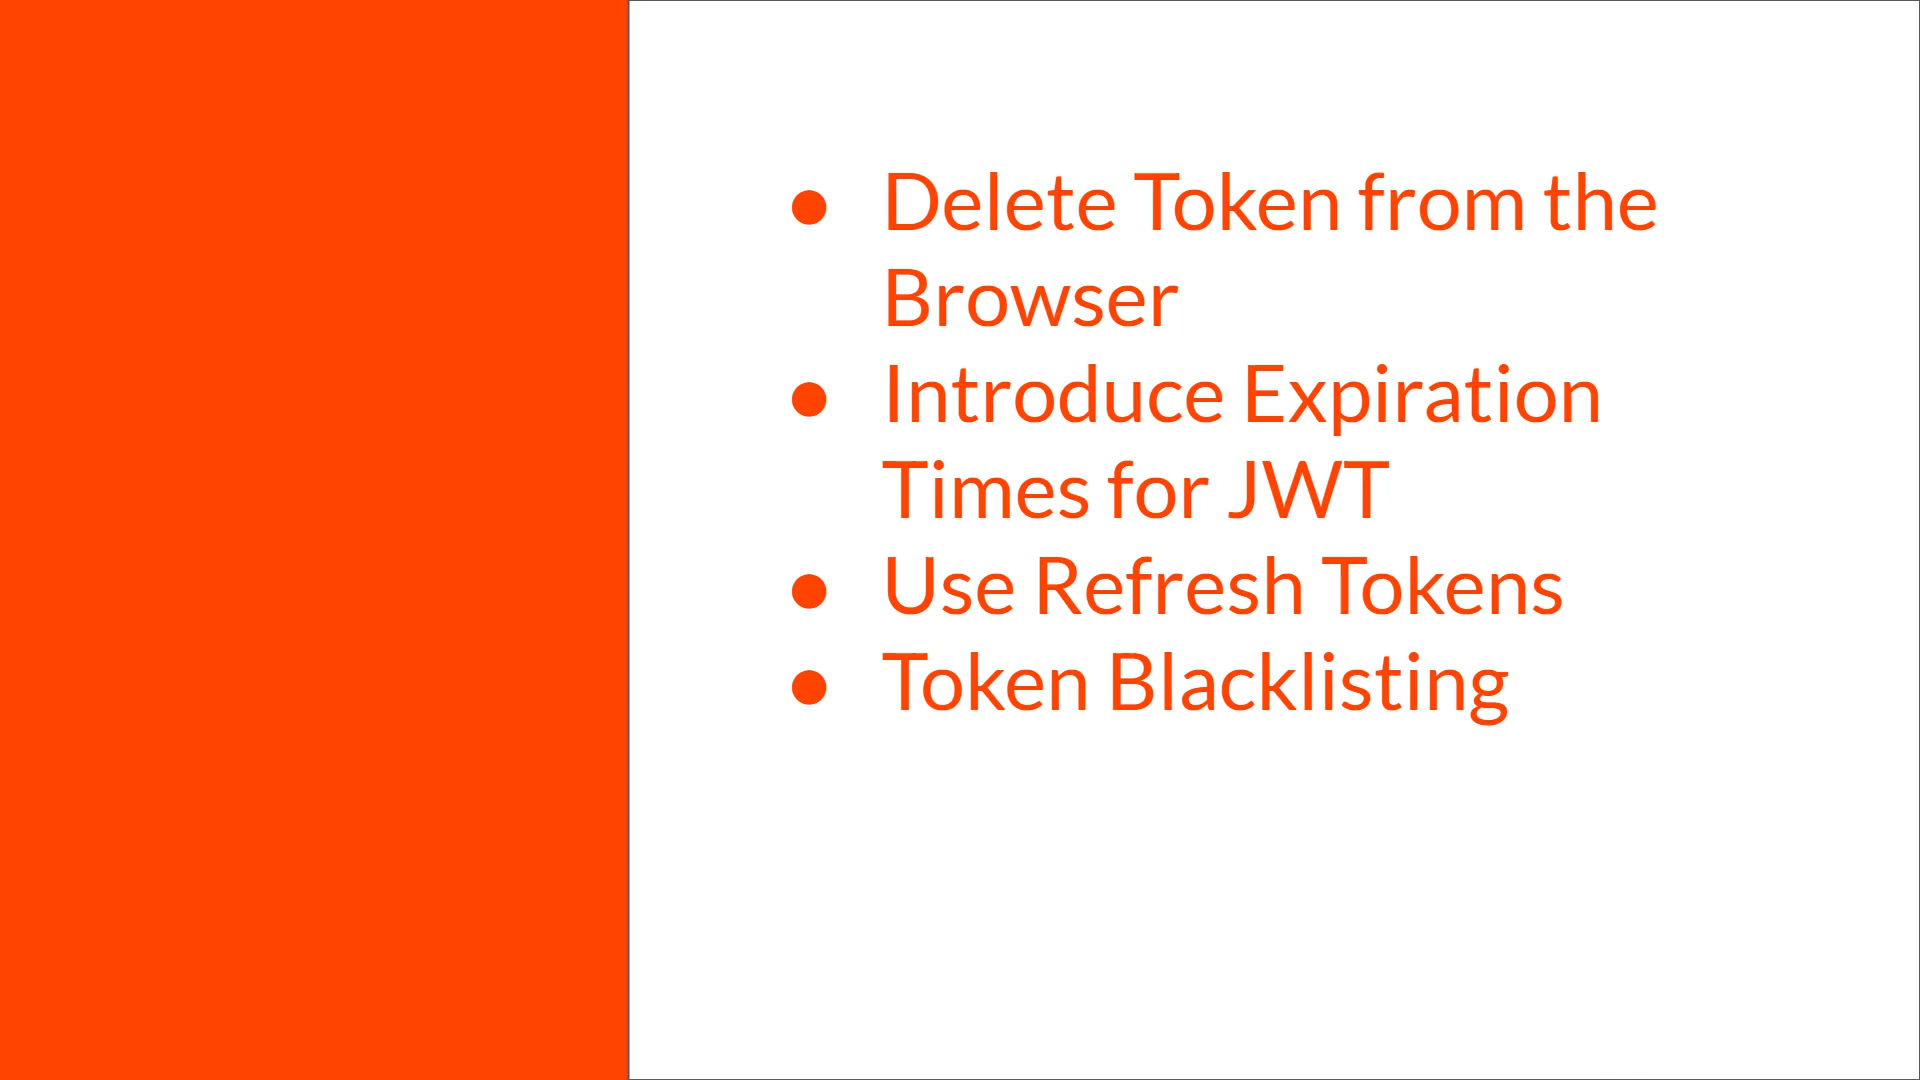 ● Delete Token from the
Browser
● Introduce Expiration
Times for JWT
● Use Refresh Tokens
● Token Blacklisting